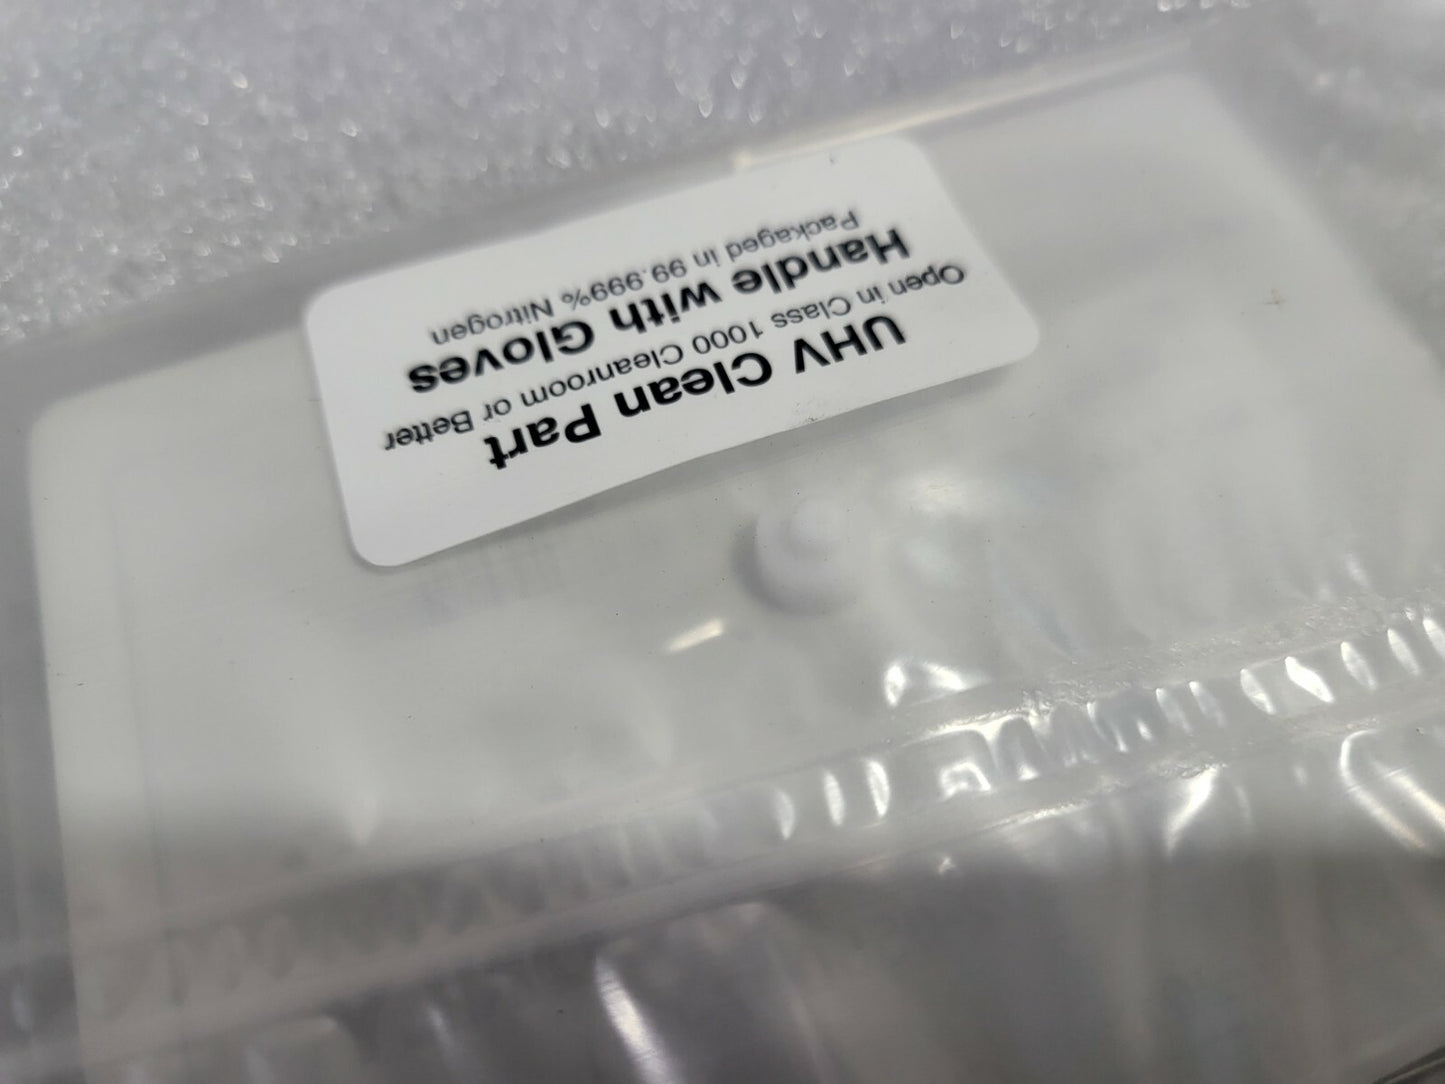 UHV Clean Part
Open in Class 1000 Cleanroom or Better
Handle with Gloves
Packaged in 99.999% Nitrogen